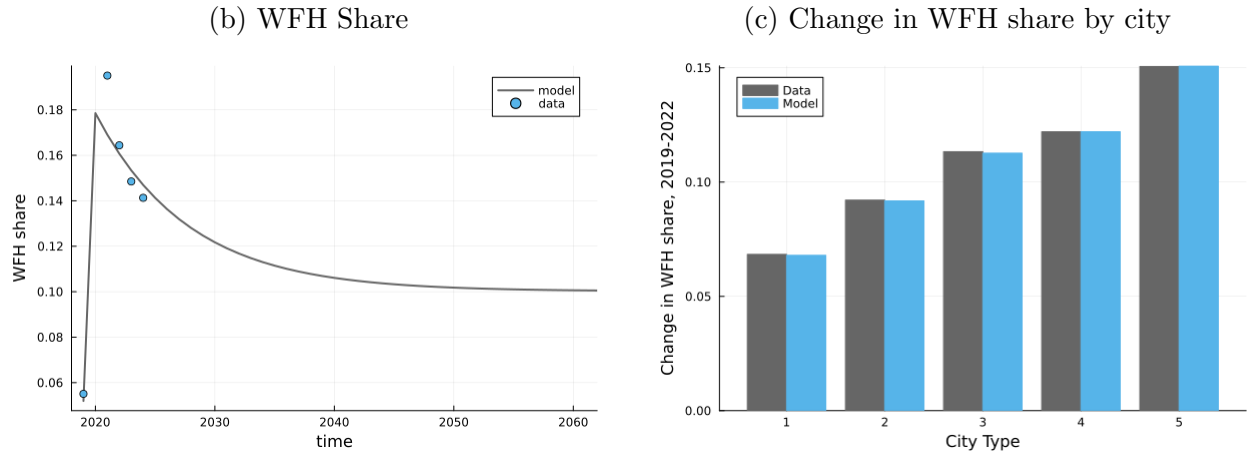 (b) WFH Share
WFH share
0.18
0.16
0.14
0.12
0.10
0.08
0.06
model
data
2020 2030 2040 2050 2060
time
(c) Change in WFH share by city
Change in WFH share, 2019-2022
0.15
0.10
0.05
0.00
Data
Model
1 2 3 4 5
City Type